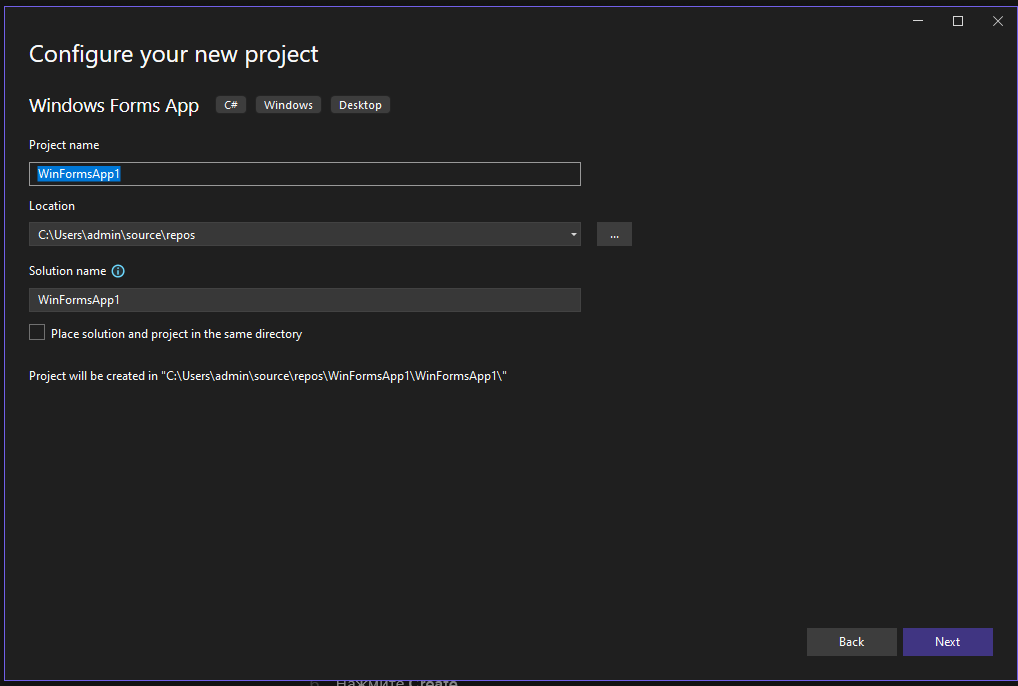 Configure your new project
Windows Forms App C# Windows Desktop
Project name
WinFormsApp1
Location
C:\Users\admin\source\repos
...
Solution name
WinFormsApp1
Place solution and project in the same directory
Project will be created in "C:\Users\admin\source\repos\WinFormsApp1\WinFormsApp1\"
Back Next
Нажмите Create